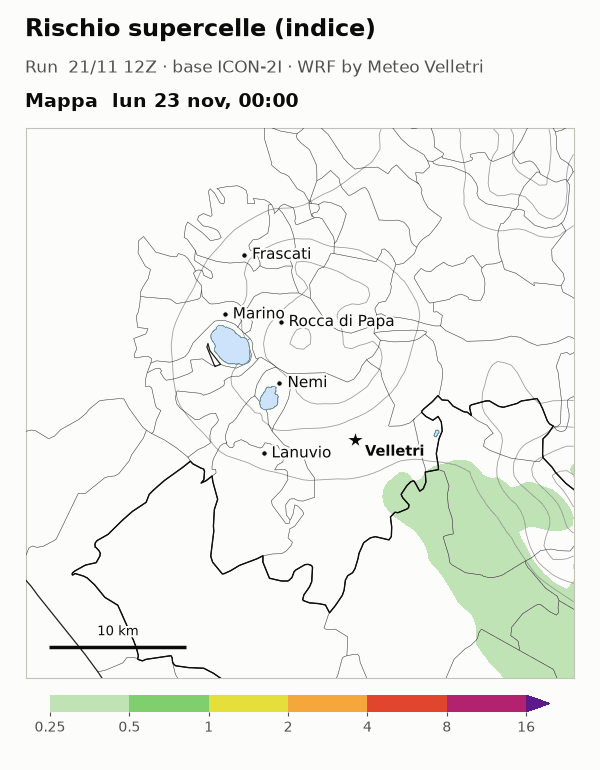 Rischio supercelle (indice)
Run  21/11 12Z · base ICON-2I · WRF by Meteo Velletri
Mappa  lun 23 nov, 00:00
Frascati
Marino
Rocca di Papa
Nemi
Velletri
Lanuvio
10 km
0.25 0.5 1 2 4 8 16